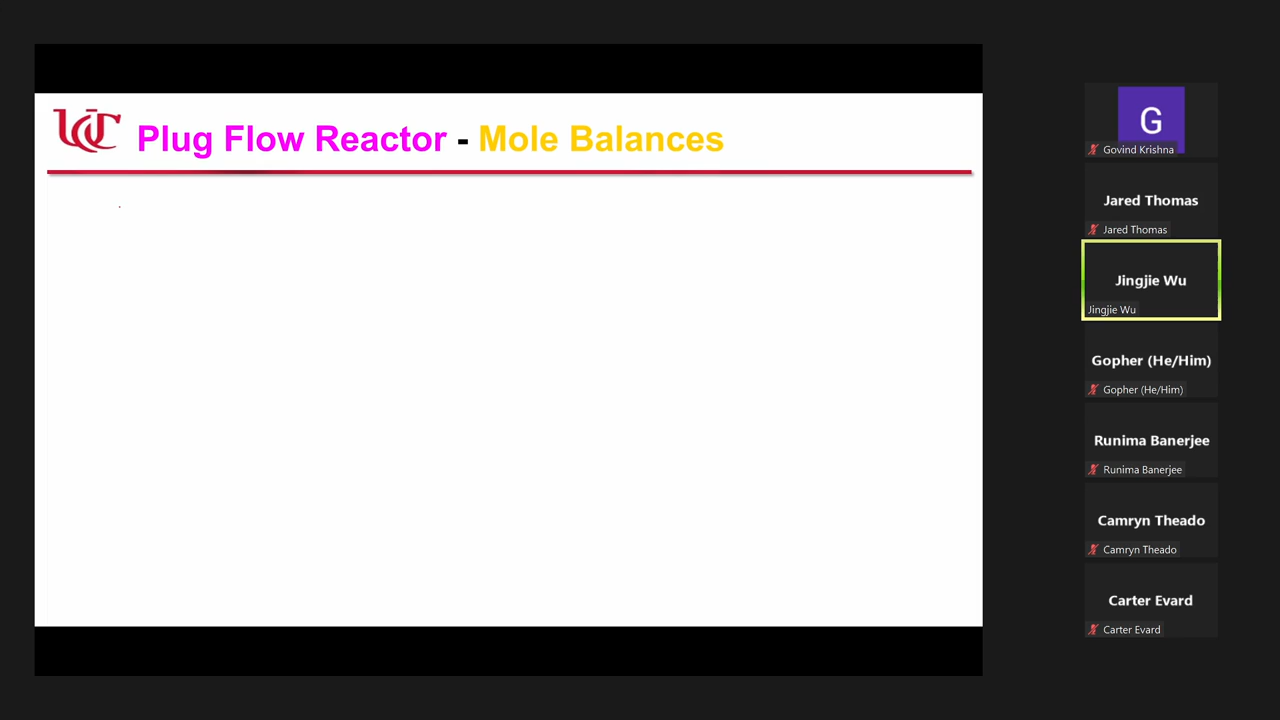 UC Plug Flow Reactor - Mole Balances
G
Govind Krishna
Jared Thomas
Jared Thomas
Jingjie Wu
Jingjie Wu
Gopher (He/Him)
Gopher (He/Him)
Runima Banerjee
Runima Banerjee
Camryn Theado
Camryn Theado
Carter Evard
Carter Evard